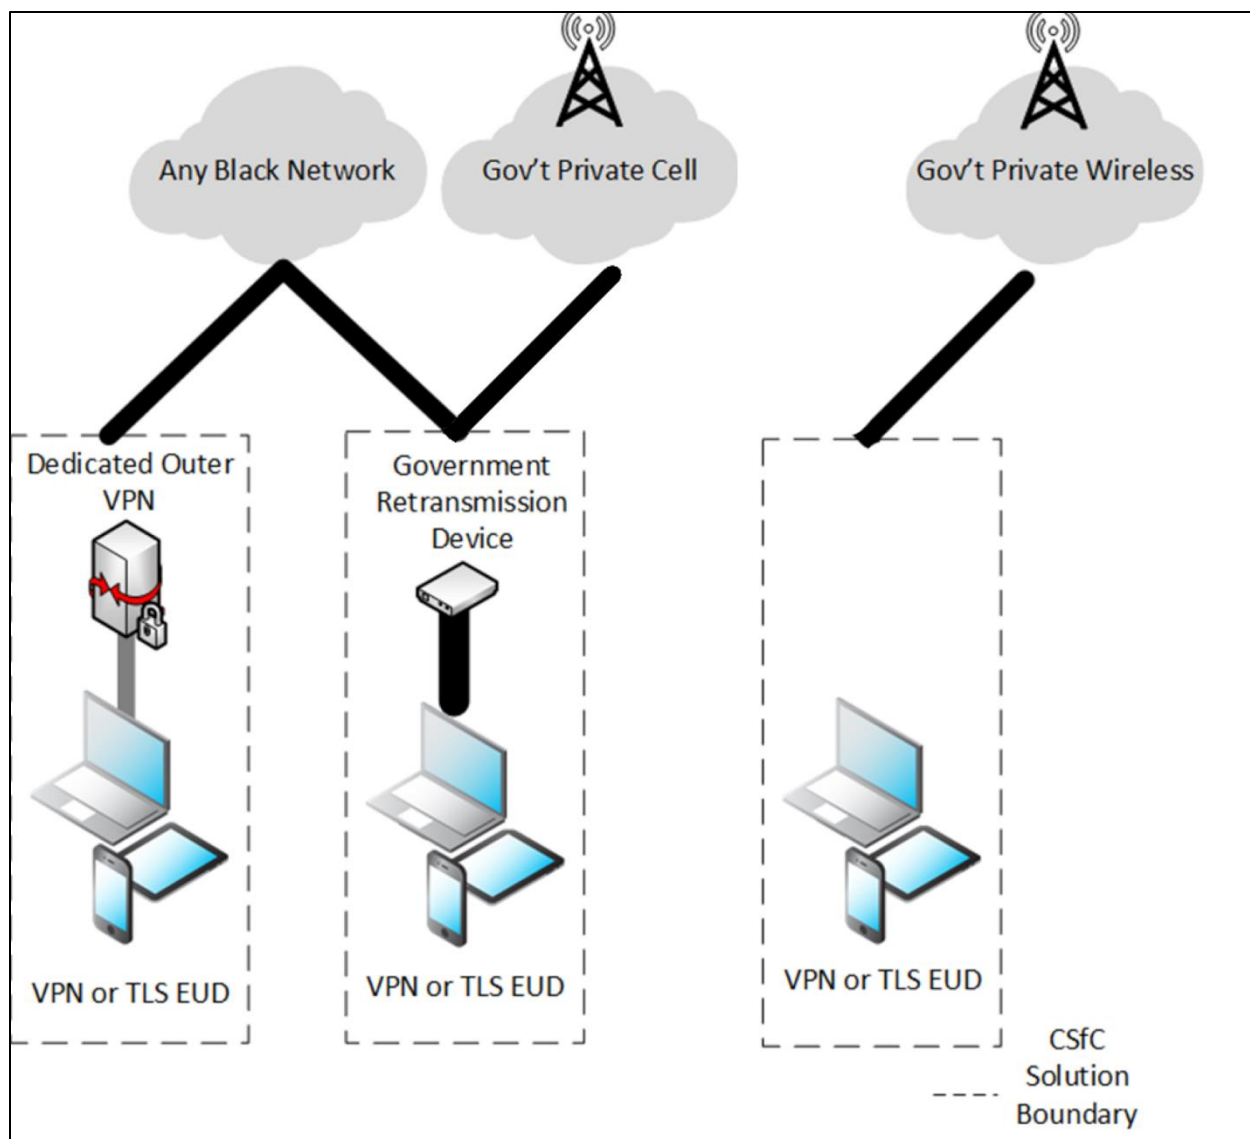 Any Black Network
Gov't Private Cell
Gov't Private Wireless
Dedicated Outer
VPN
Government
Retransmission
Device
VPN or TLS EUD
VPN or TLS EUD
VPN or TLS EUD
CSfC
Solution
Boundary